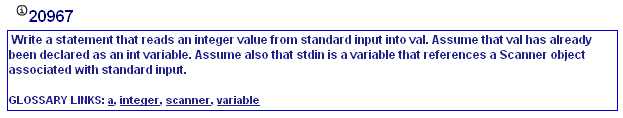 20967
Write a statement that reads an integer value from standard input into val. Assume that val has already
been declared as an int variable. Assume also that stdin is a variable that references a Scanner object
associated with standard input.
GLOSSARY LINKS: a, integer, scanner, variable